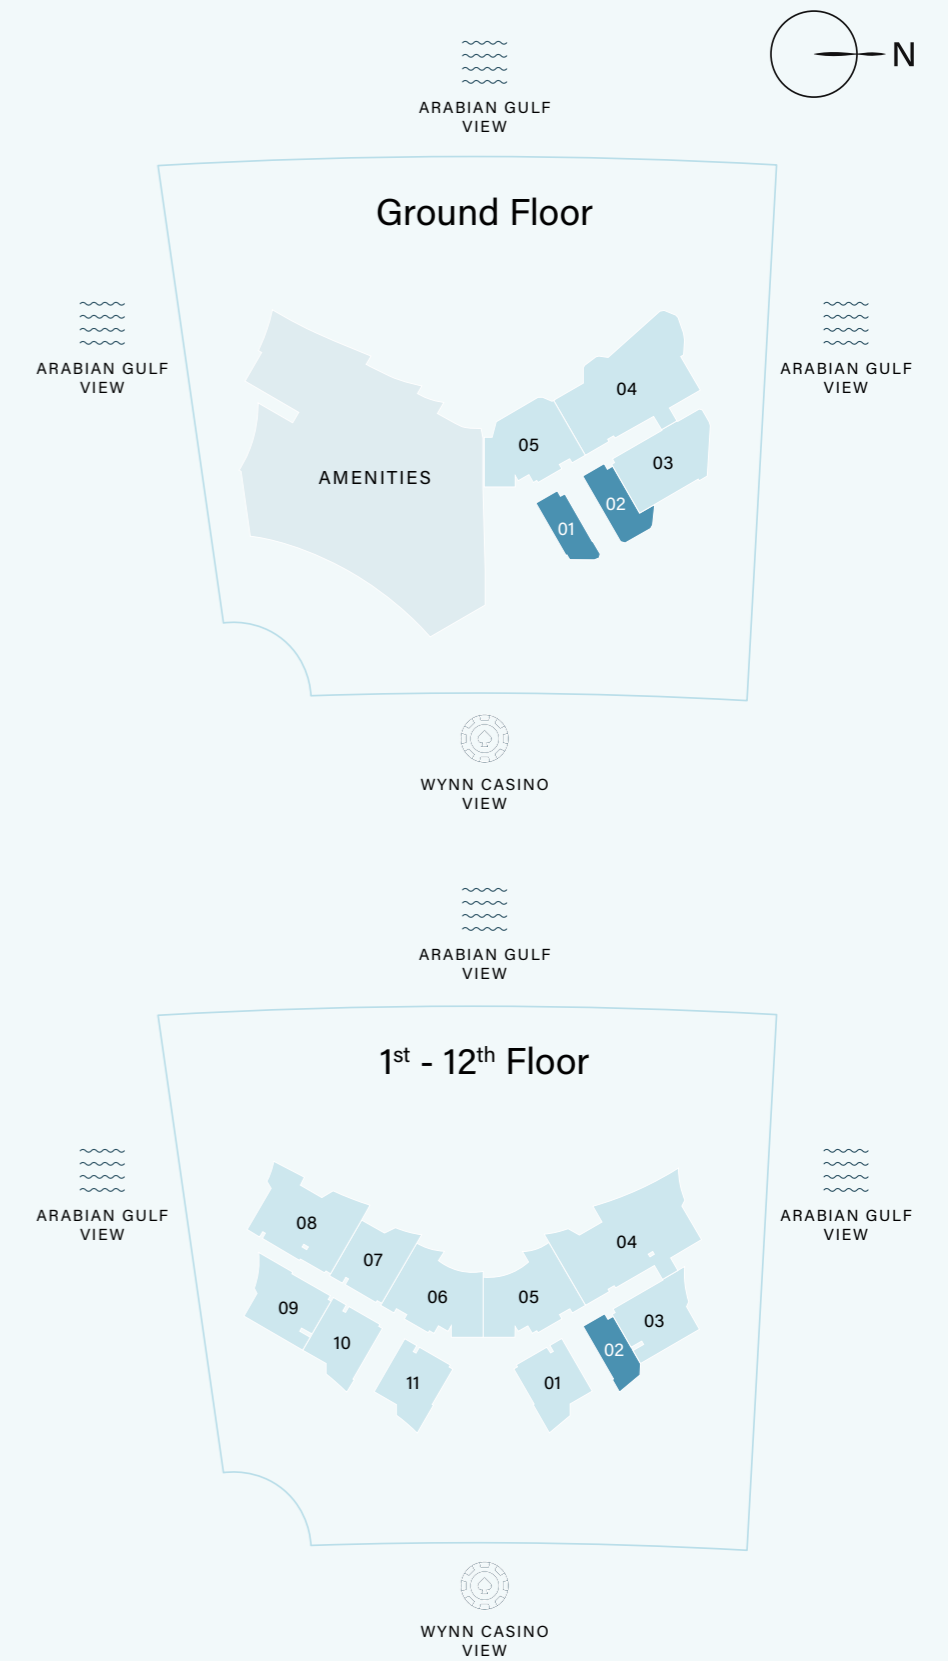 N
ARABIAN GULF
VIEW
Ground Floor
ARABIAN GULF
VIEW
ARABIAN GULF
VIEW
04
05
03
AMENITIES
02
01
WYNN CASINO
VIEW
ARABIAN GULF
VIEW
1st - 12th Floor
ARABIAN GULF
VIEW
ARABIAN GULF
VIEW
08
04
07
06
05
09
03
10
02
11
01
WYNN CASINO
VIEW